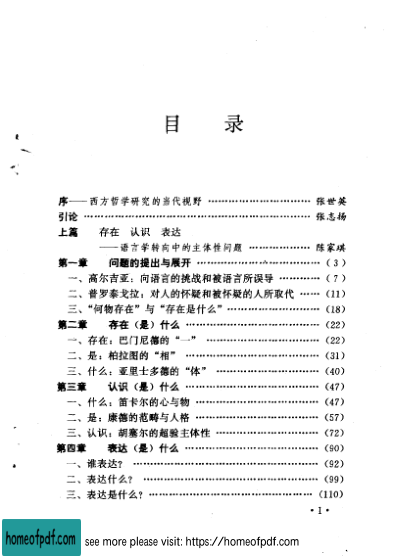 目 录
序——西方哲学研究的当代视野 …………………… 张世英
引论 …………………………………………… 张志扬
上篇 存在 认识 表达
——语言学转向中的主体性问题 ………… 陈家琪
第一章 问题的提出与展开 ……………………… (3)
一、高尔吉亚：向语言的挑战和被语言所误导 ……… (7)
二、普罗泰戈拉：对人的怀疑和被怀疑的人所取代 …… (11)
三、“何物存在”与“存在是什么” ………………… (18)
第二章 存在（是）什么 ………………………… (22)
一、存在：巴门尼德的“一” ……………………… (22)
二、是：柏拉图的“相” …………………………… (31)
三、什么：亚里士多德的“体” …………………… (40)
第三章 认识（是）什么 ………………………… (47)
一、什么：笛卡尔的心与物 ……………………… (47)
二、是：康德的范畴与人格 ……………………… (57)
三、认识：胡塞尔的超验主体性 ………………… (72)
第四章 表达（是）什么 ………………………… (90)
一、谁表达？ …………………………………… (92)
二、表达什么？ ………………………………… (99)
三、表达是什么？ ……………………………… (110)
·1·
homeofpdf.com see more please visit: https://homeofpdf.com